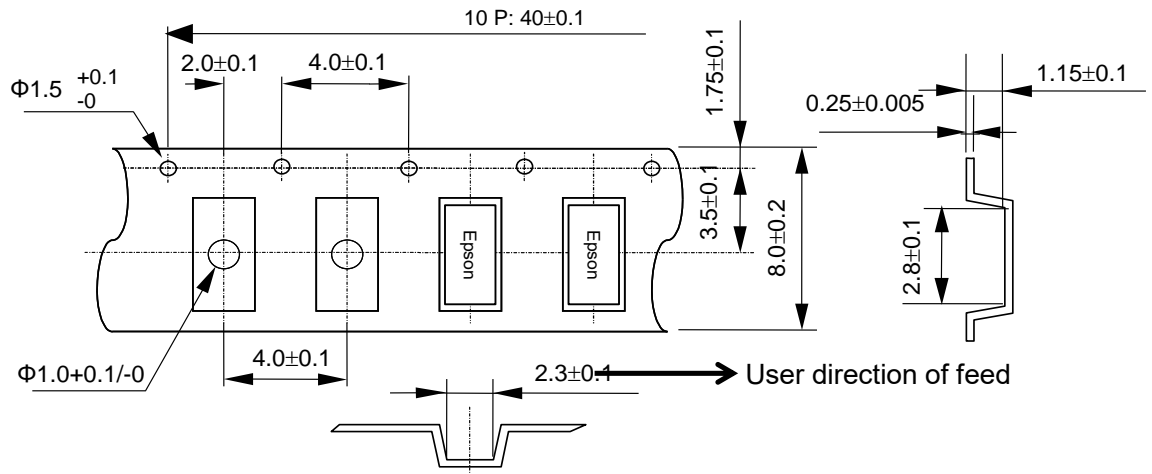 10 P: 40±0.1
2.0±0.1
4.0±0.1
1.75±0.1
1.15±0.1
Φ1.5 +0.1
-0
0.25±0.005
3.5±0.1
8.0±0.2
2.8±0.1
Epson
Epson
Φ1.0+0.1/-0
4.0±0.1
2.3±0.1
User direction of feed